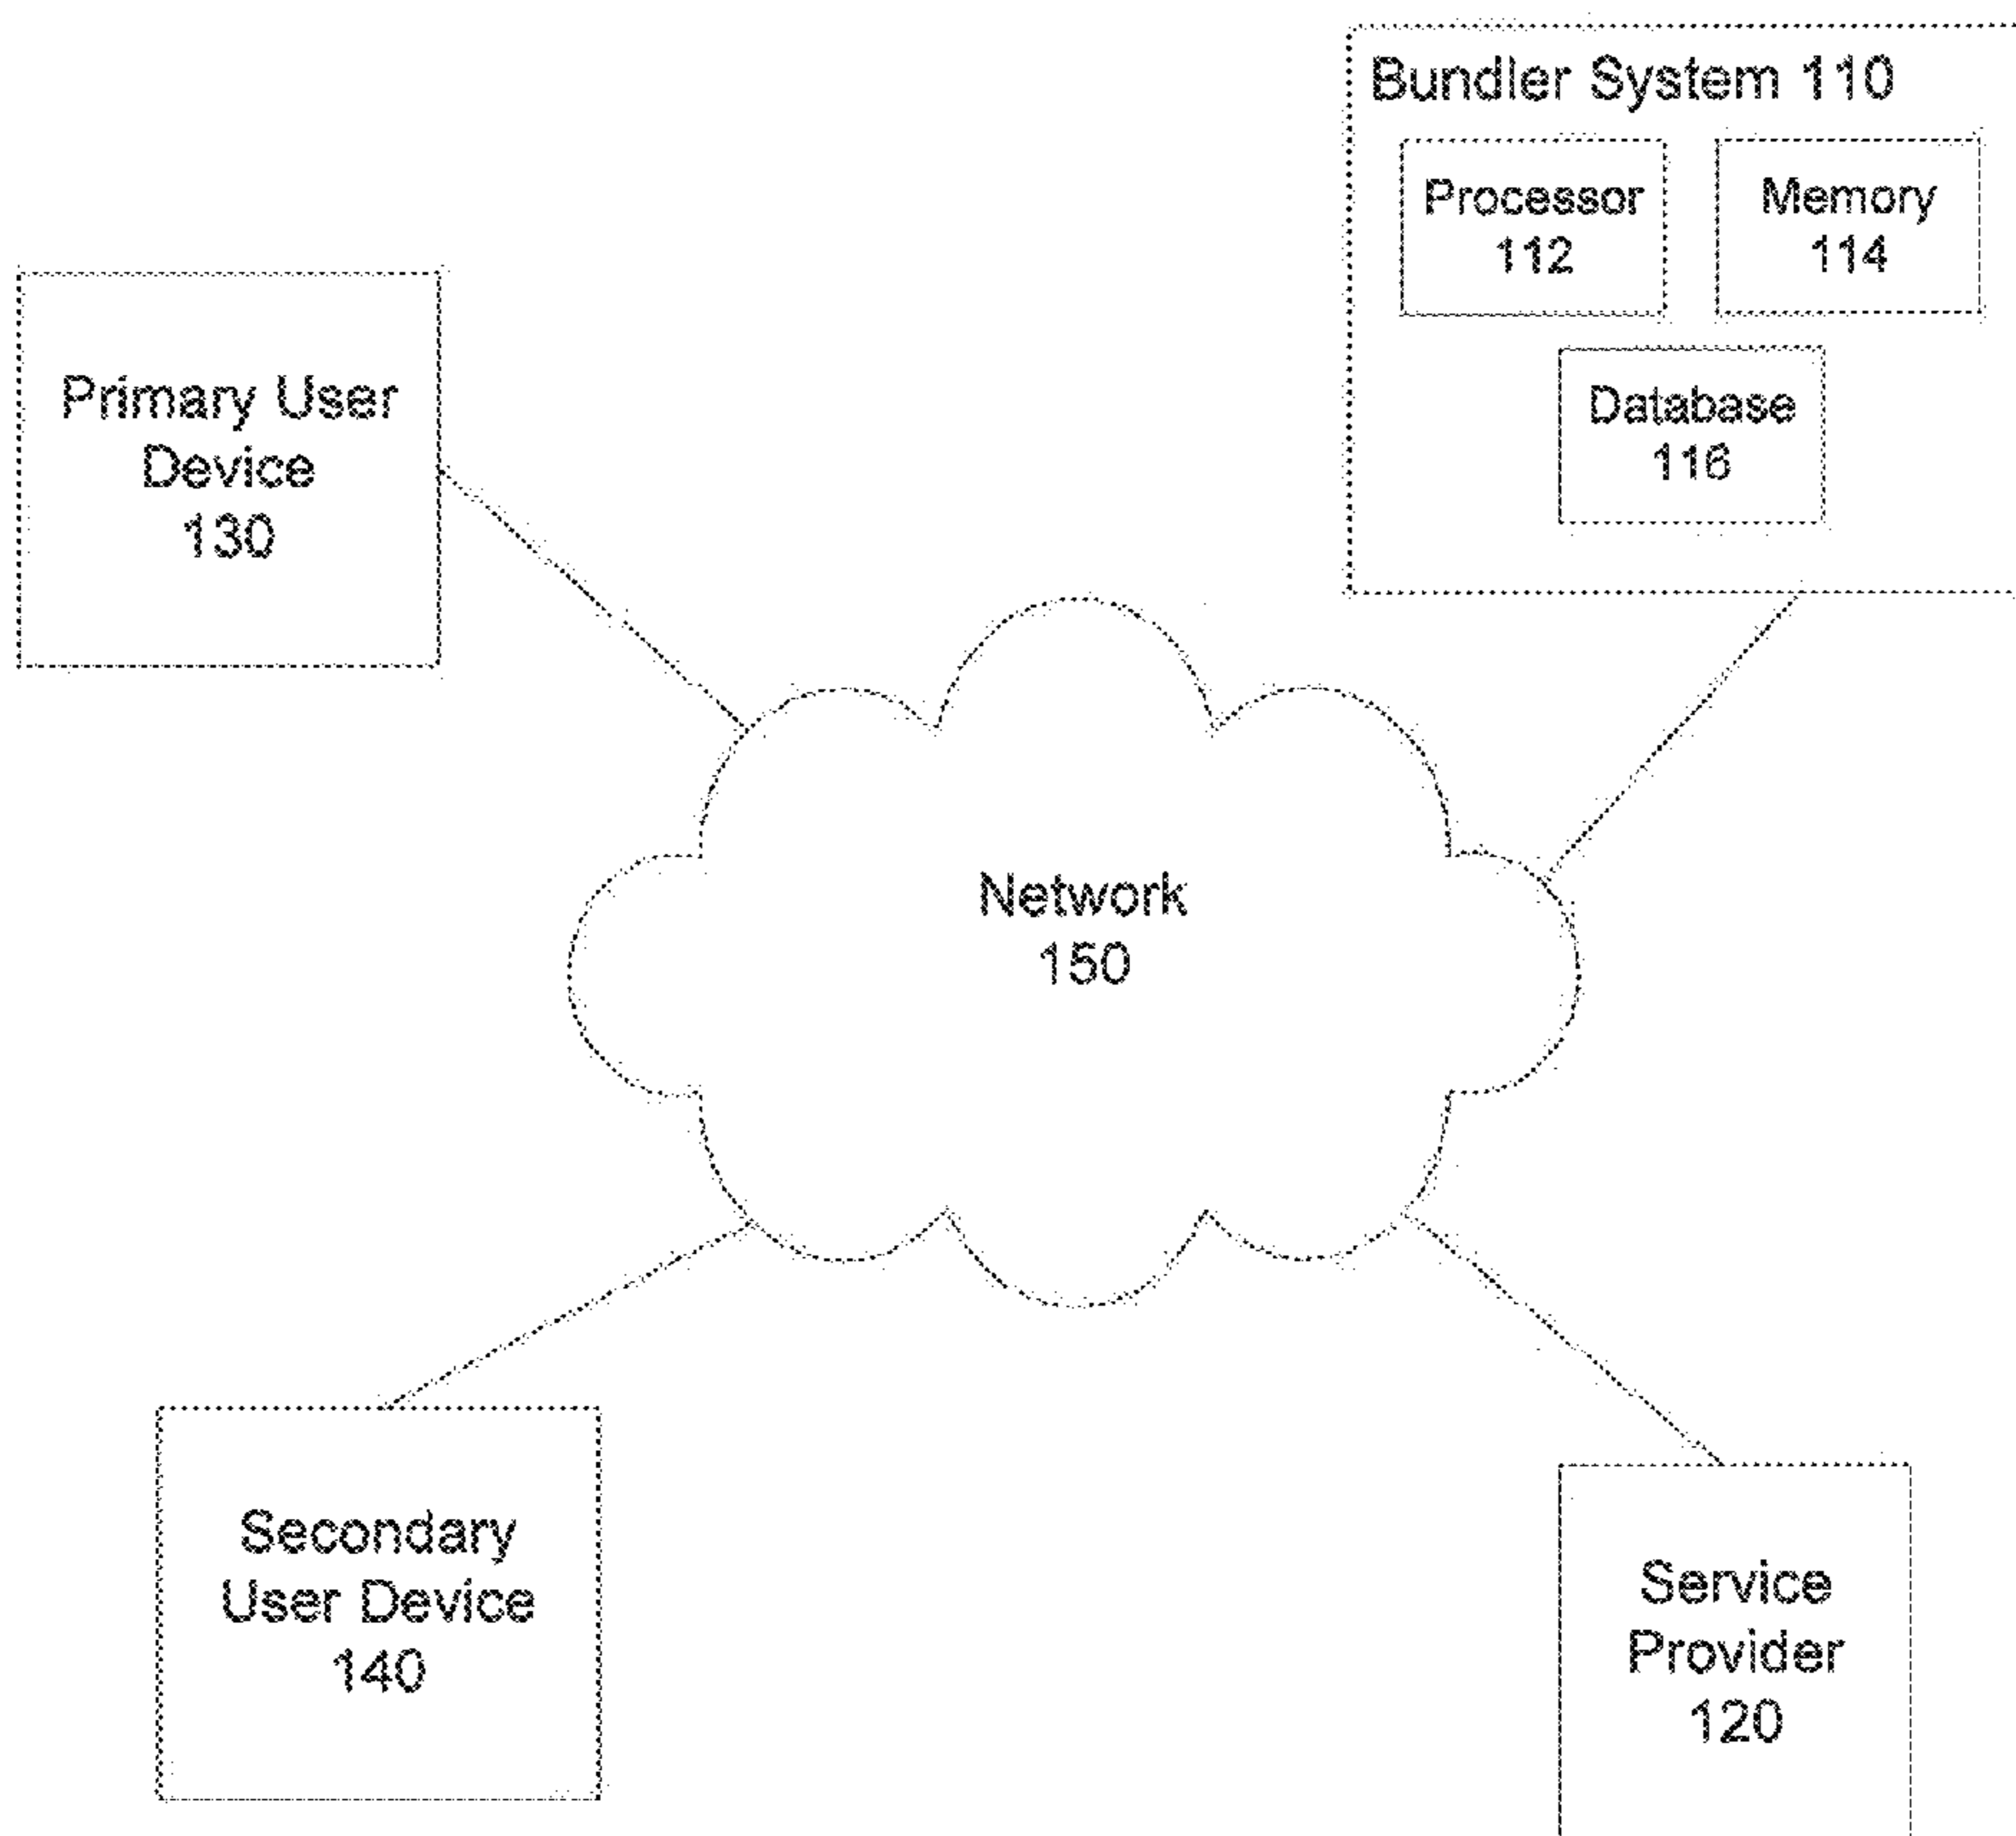 Bundler System 110
Processor
112
Memory
114
Database
116
Primary User
Device
130
Network
150
Secondary
User Device
140
Service
Provider
120